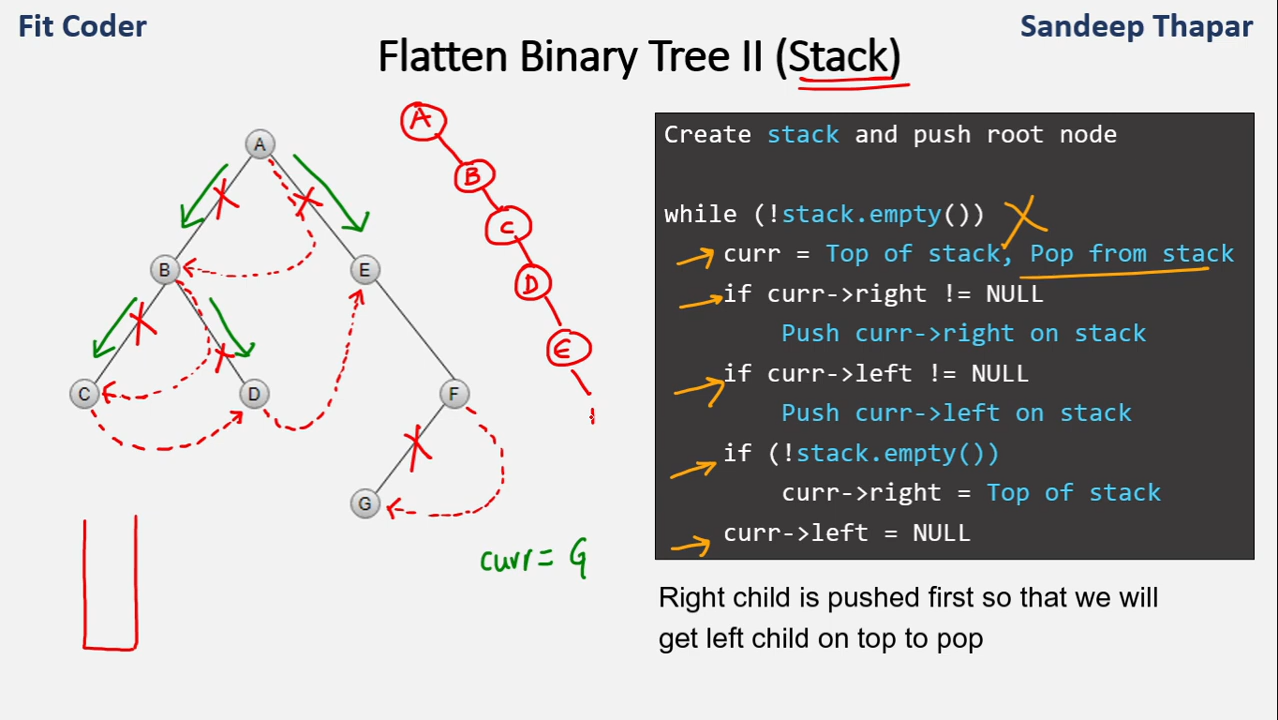 Fit Coder
Sandeep Thapar
Flatten Binary Tree II (Stack)
A
B
E
C
D
F
G
A
B
C
D
E
curr = G
Create stack and push root node
while (!stack.empty())
curr = Top of stack, Pop from stack
if curr->right != NULL
Push curr->right on stack
if curr->left != NULL
Push curr->left on stack
if (!stack.empty())
curr->right = Top of stack
curr->left = NULL
Right child is pushed first so that we will
get left child on top to pop